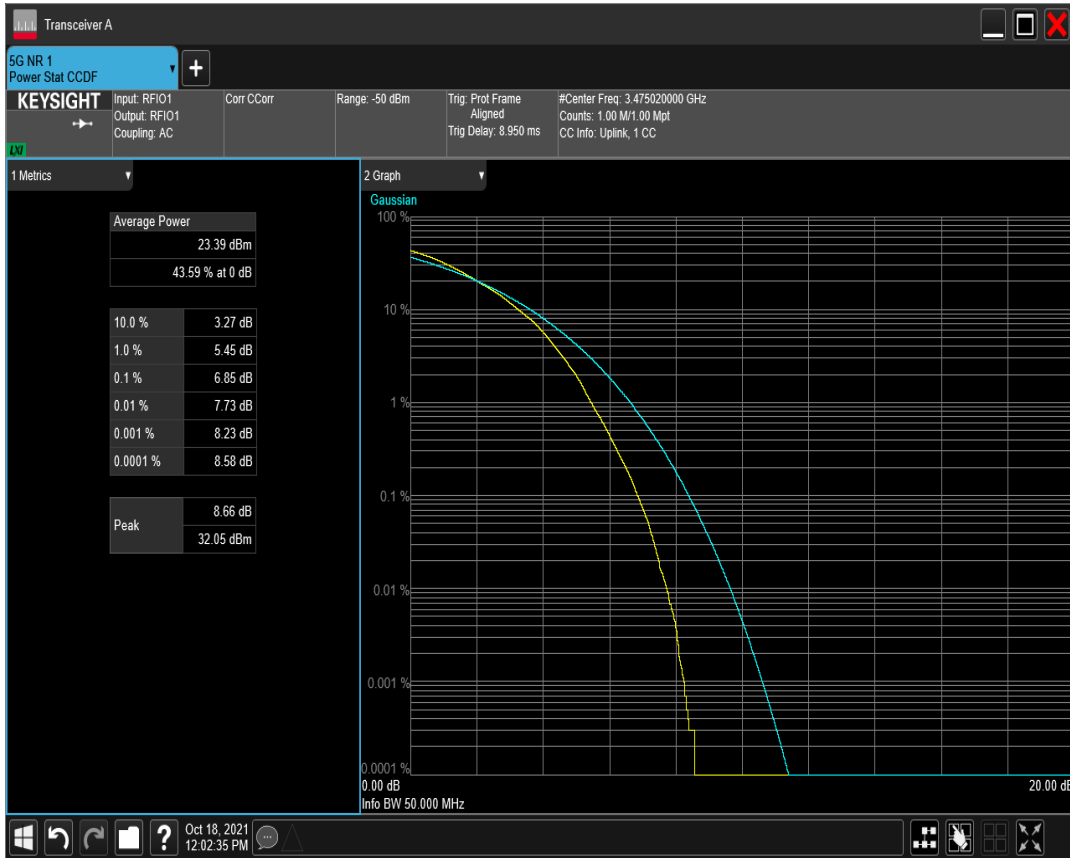 Transceiver A
5G NR 1
Power Stat CCDF
KEYSIGHT
LXI
Input: RFIO1
Output: RFIO1
Coupling: AC
Corr CCorr
Range: -50 dBm
Trig: Prot Frame
Aligned
Trig Delay: 8.950 ms
#Center Freq: 3.475020000 GHz
Counts: 1.00 M/1.00 Mpt
CC Info: Uplink, 1 CC
1 Metrics
Average Power
23.39 dBm
43.59 % at 0 dB
10.0 % 3.27 dB
1.0 % 5.45 dB
0.1 % 6.85 dB
0.01 % 7.73 dB
0.001 % 8.23 dB
0.0001 % 8.58 dB
Peak
8.66 dB
32.05 dBm
2 Graph
Gaussian
100 %
10 %
1 %
0.1 %
0.01 %
0.001 %
0.0001 %
0.00 dB 20.00 dB
Info BW 50.000 MHz
? Oct 18, 2021
12:02:35 PM